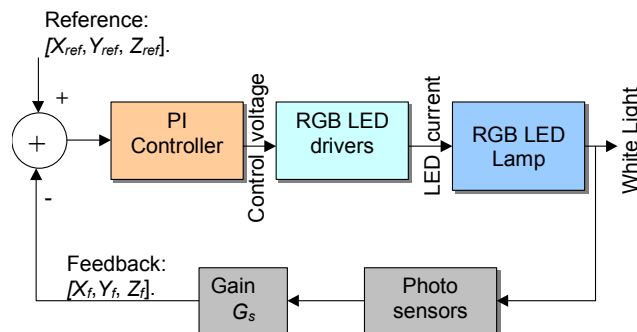 Reference:
[Xref, Yref, Zref].
+
+
-
PI
Controller
Control voltage
RGB LED
drivers
LED current
RGB LED
Lamp
White Light
Feedback:
[Xf, Yf, Zf].
Gain
Gs
Photo
sensors